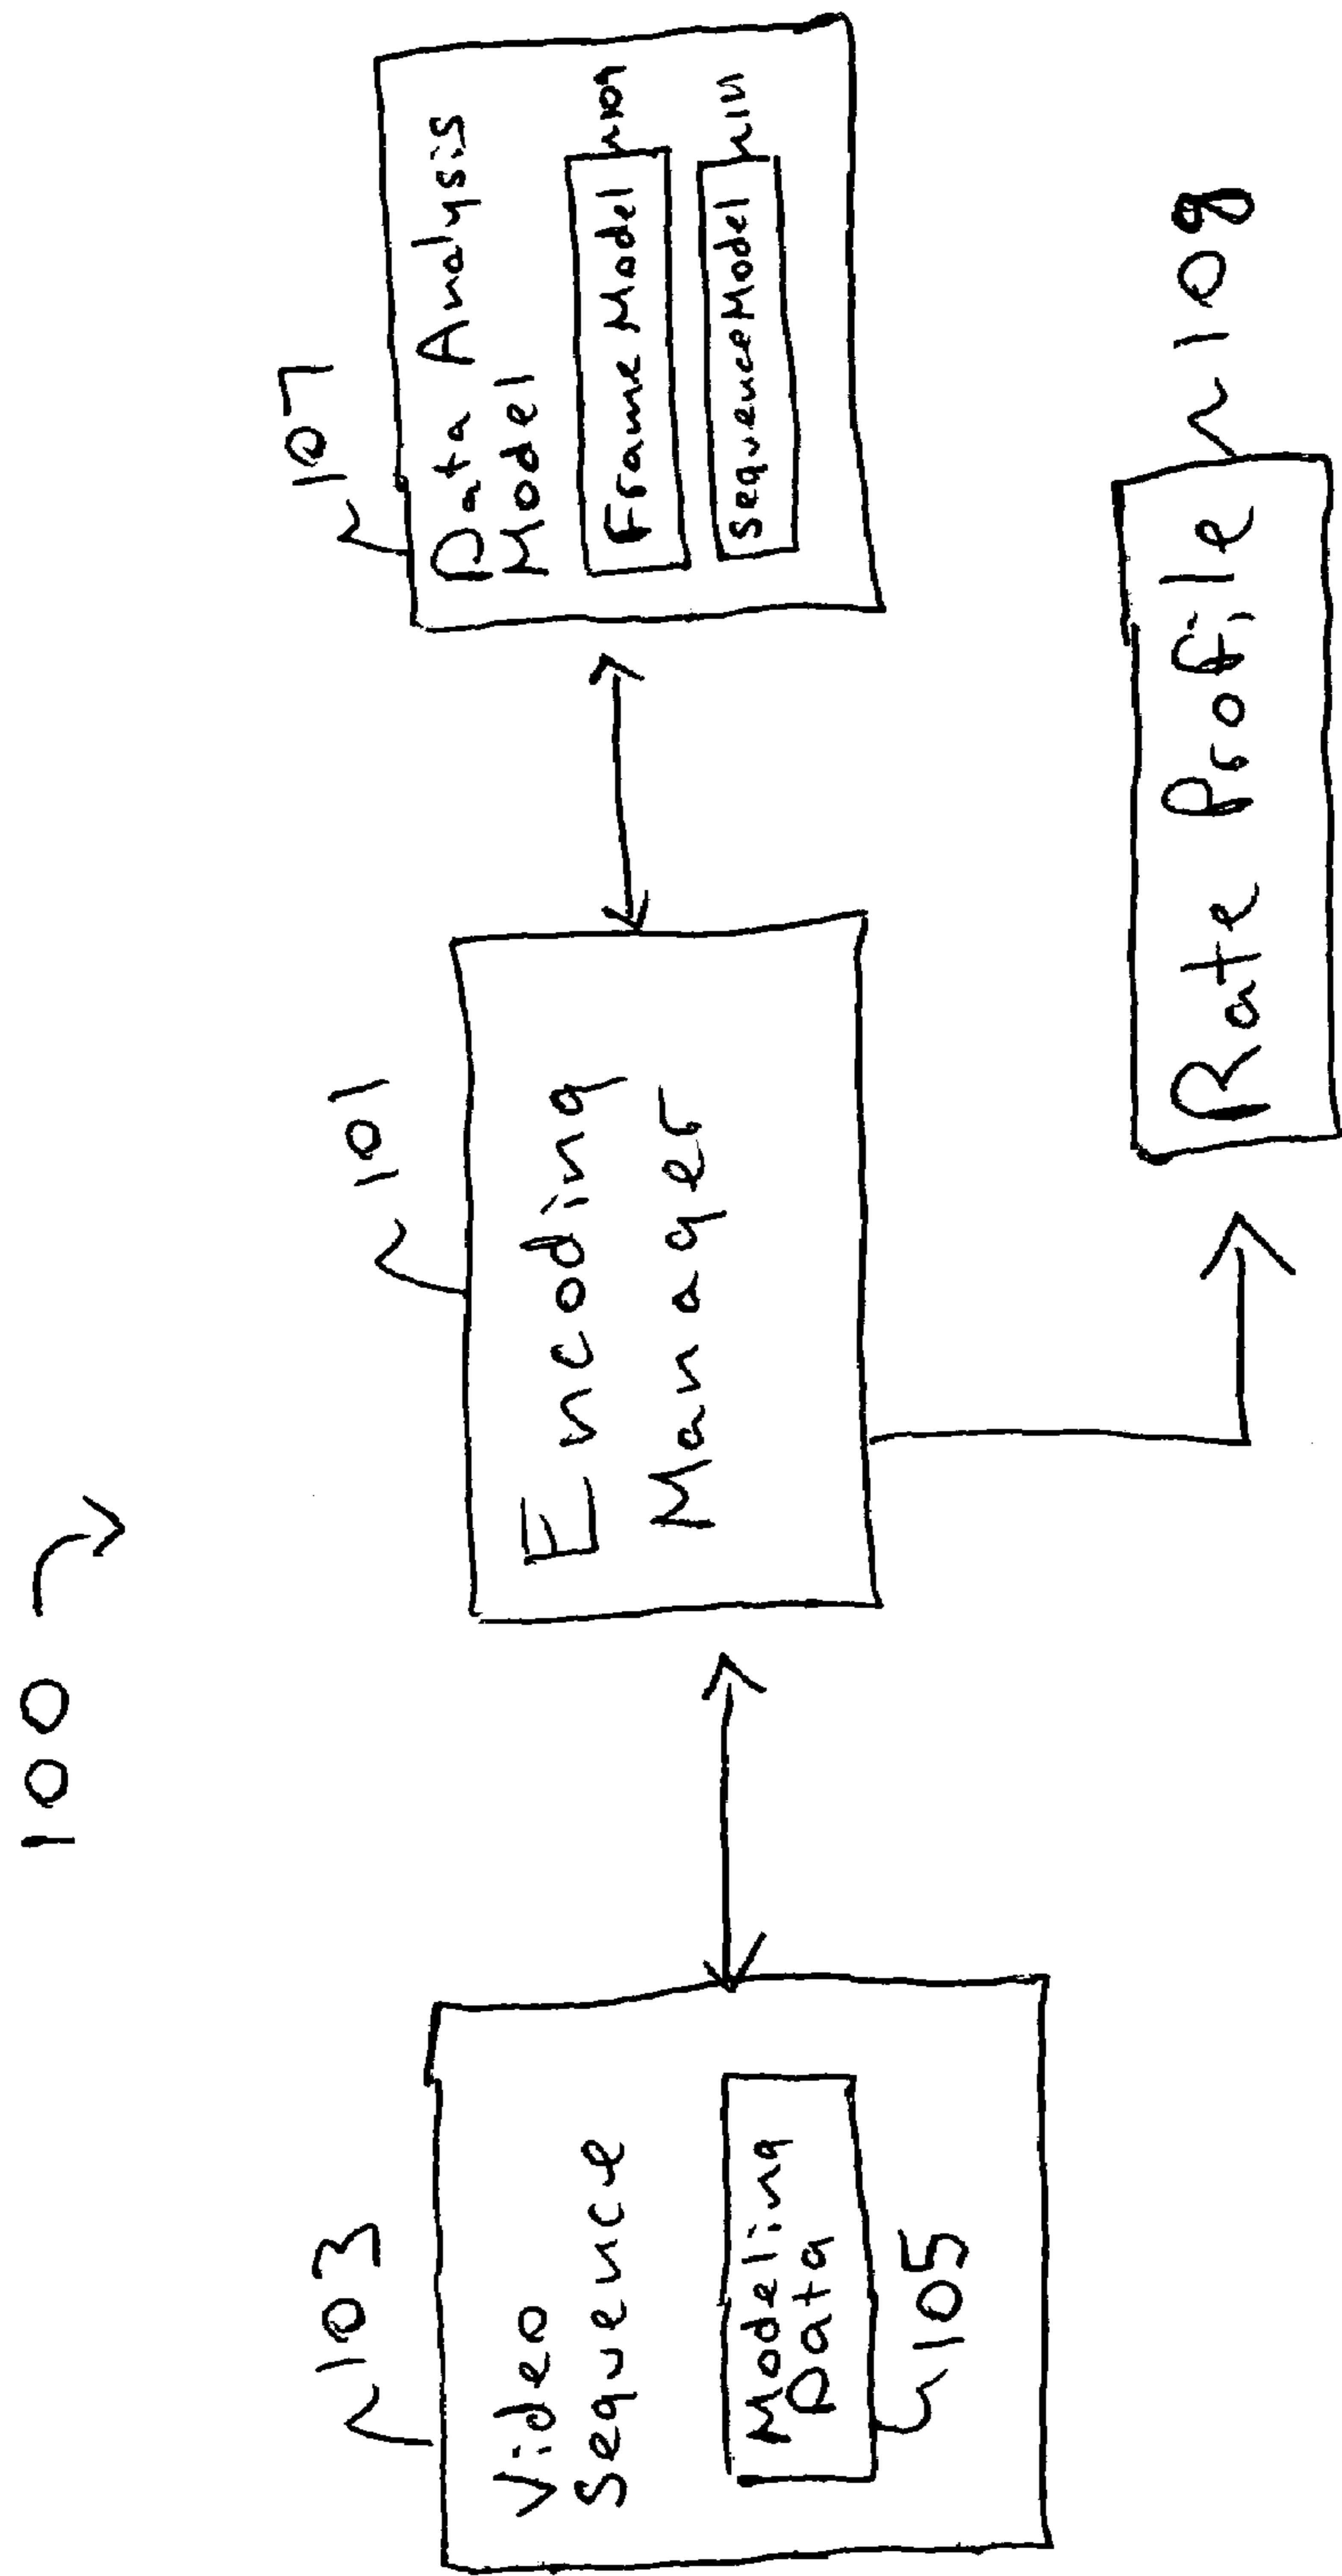 100
103
Video
Sequence
Modeling
Data
105
101
Encoding
Manager
107
Data Analysis
Model
Frame Model
109
Sequence Model
111
Rate Profile
108